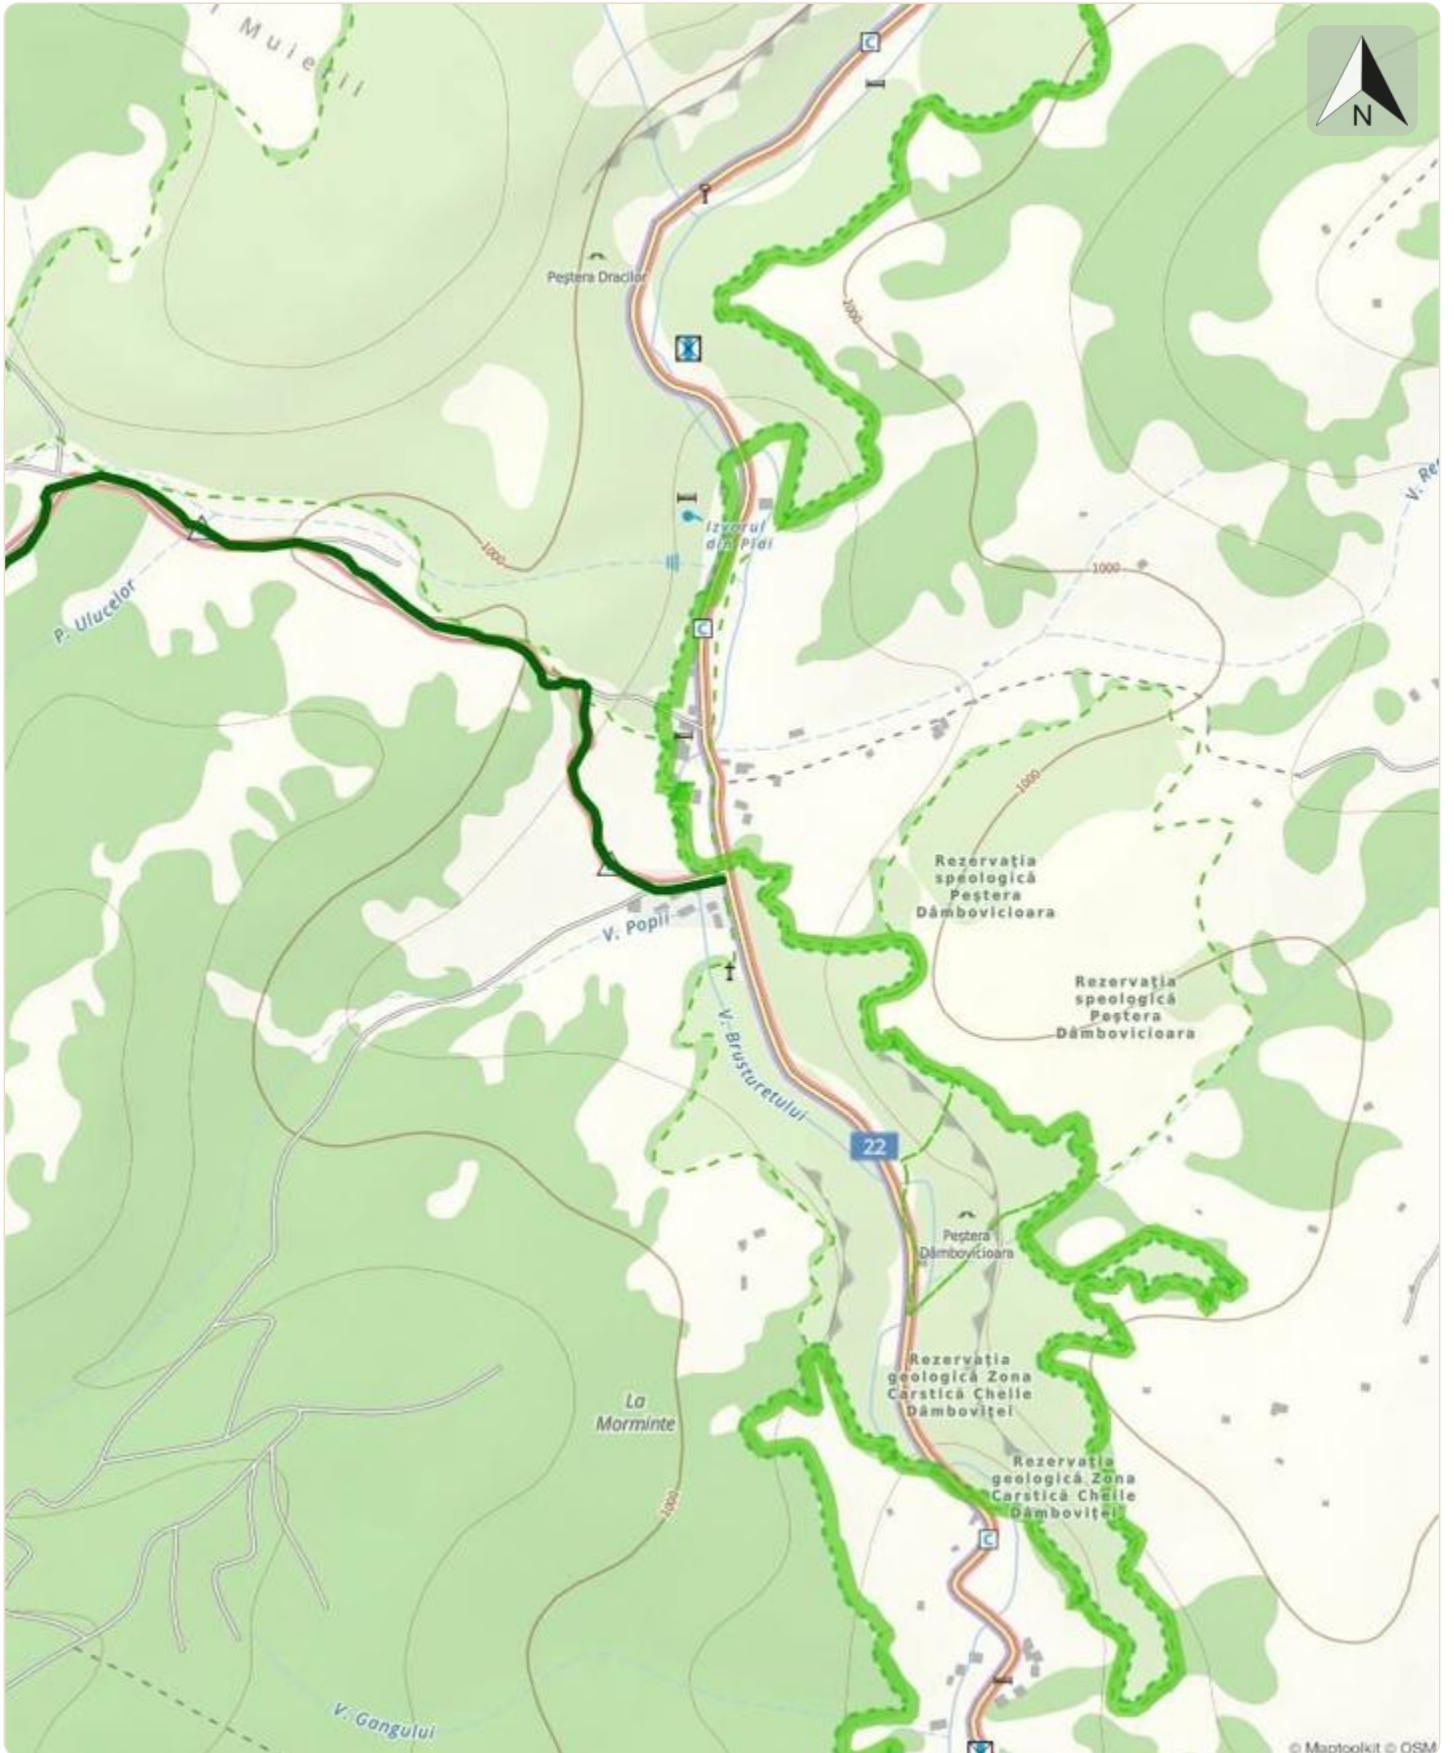 Muierii
C
N
Peștera Dracilor
1000
Izvorul
din Plai
1000
1000
P. Ulucelor
C
1000
Rezervația
speologică
Peștera
Dâmbovicioara
V. Popii
Rezervația
speologică
Peștera
Dâmbovicioara
V. Brusturetului
22
Peștera
Dâmbovicioara
Rezervația
geologică Zona
Carstică Cheile
Dâmboviței
La
Morminte
Rezervația
geologică Zona
Carstică Cheile
Dâmboviței
1000
C
V. Gangului
© Maptoolkit © OSM